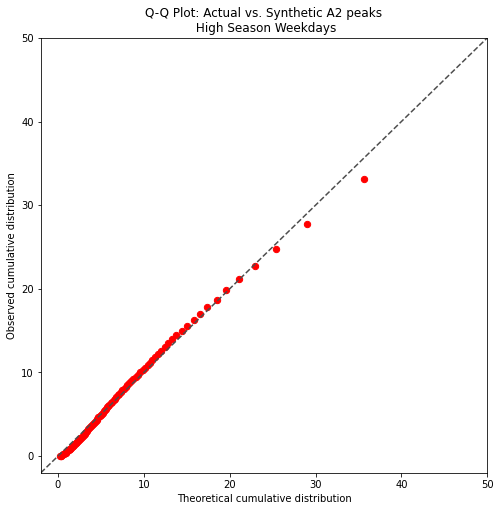 Q-Q Plot: Actual vs. Synthetic A2 peaks
High Season Weekdays
50
40
30
20
10
0
Observed cumulative distribution
0 10 20 30 40 50
Theoretical cumulative distribution